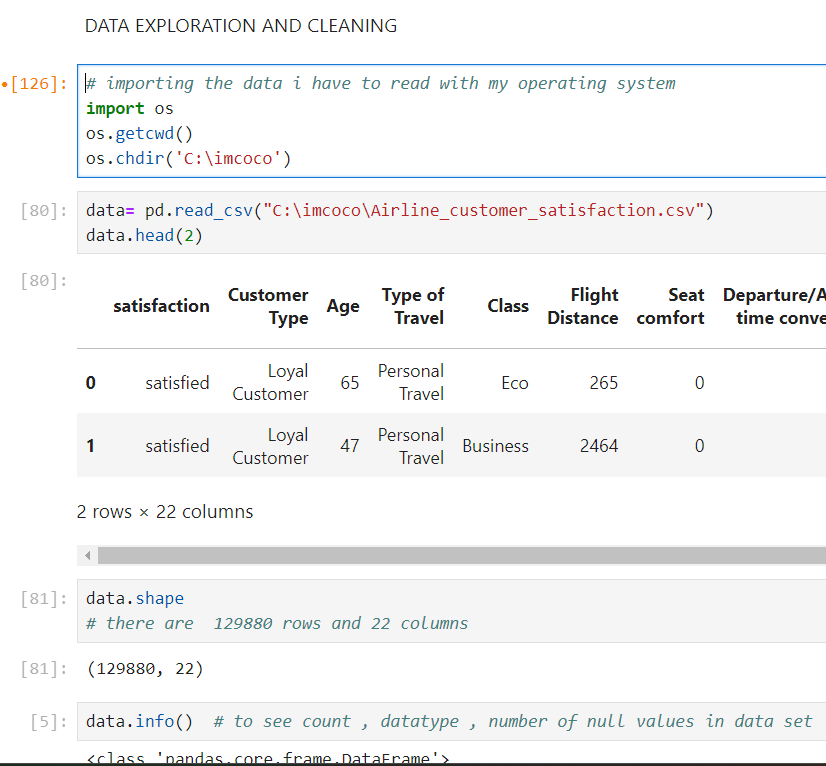 DATA EXPLORATION AND CLEANING
•[126]: # importing the data i have to read with my operating system
import os
os.getcwd()
os.chdir('C:\imcoco')
[80]: data= pd.read_csv("C:\imcoco\Airline_customer_satisfaction.csv")
data.head(2)
[80]:
satisfaction Customer Type Age Type of Travel Class Flight Distance Seat comfort Departure/A time conve
0 satisfied Loyal Customer 65 Personal Travel Eco 265 0
1 satisfied Loyal Customer 47 Personal Travel Business 2464 0
2 rows × 22 columns
[81]: data.shape
# there are  129880 rows and 22 columns
[81]: (129880, 22)
[5]: data.info()  # to see count , datatype , number of null values in data set
<class 'pandas.core.frame.DataFrame'>